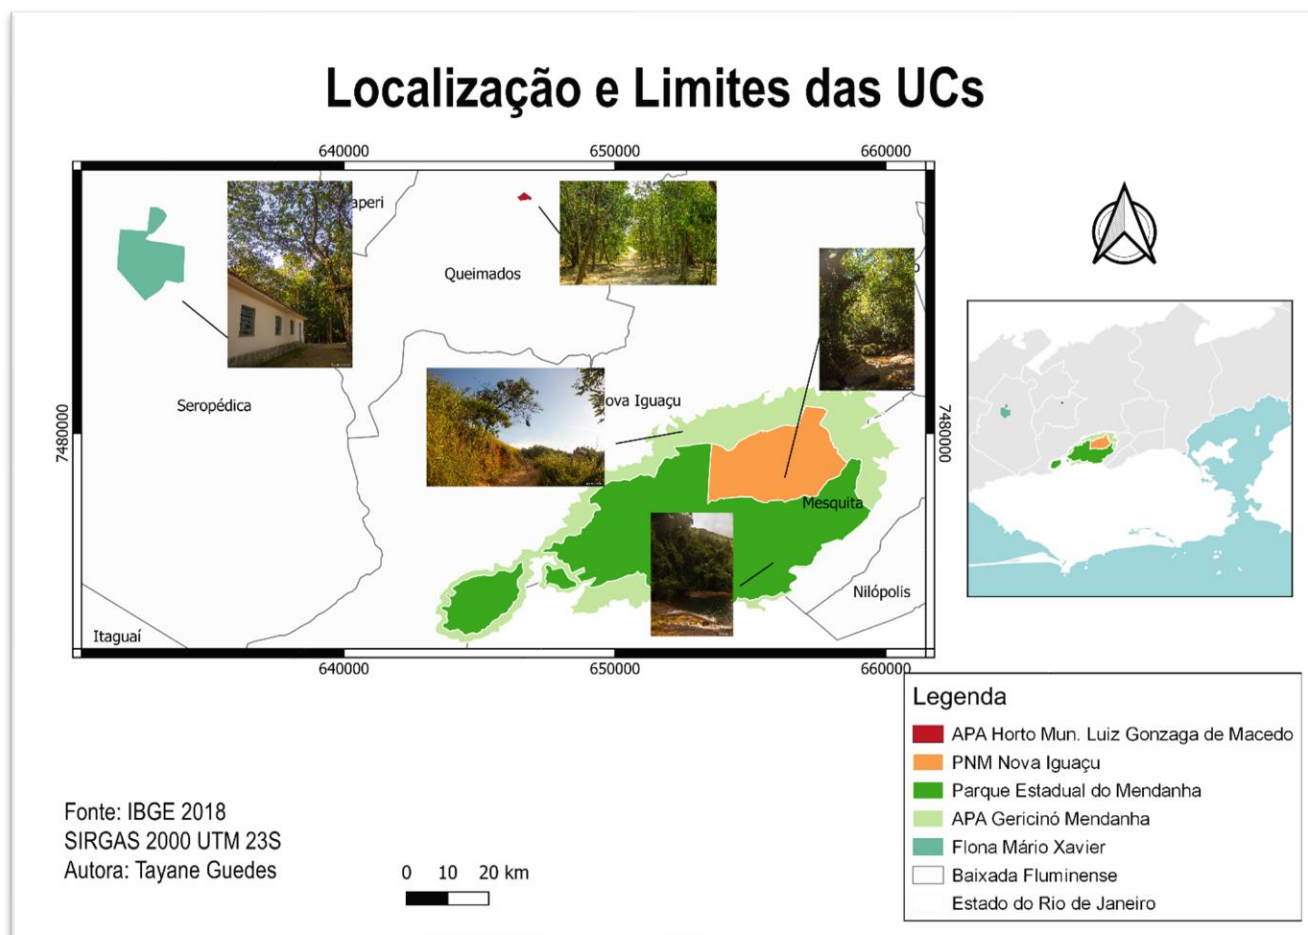 Localização e Limites das UCs
640000 650000 660000
aperi
Queimados
Seropédica
ova Iguaçu
7480000 7480000
Mesquita
Nilópolis
Itaguaí
640000 650000 660000
Legenda
APA Horto Mun. Luiz Gonzaga de Macedo
PNM Nova Iguaçu
Parque Estadual do Mendanha
APA Gericinó Mendanha
Flona Mário Xavier
Baixada Fluminense
Estado do Rio de Janeiro
Fonte: IBGE 2018
SIRGAS 2000 UTM 23S
Autora: Tayane Guedes
0 10 20 km